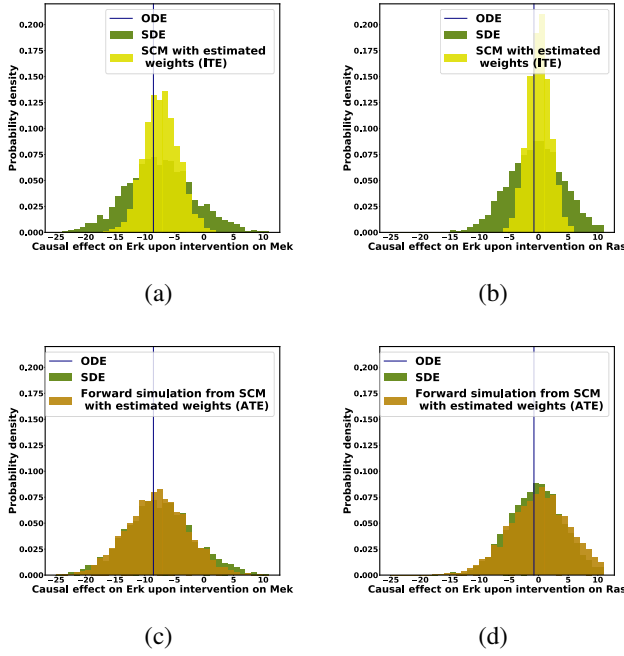 ODE
SDE
SCM with estimated
weights (ITE)
Probability density
0.200
0.175
0.150
0.125
0.100
0.075
0.050
0.025
0.000
−25 −20 −15 −10 −5 0 5 10
Causal effect on Erk upon intervention on Mek
(a)
ODE
SDE
SCM with estimated
weights (ITE)
Probability density
0.200
0.175
0.150
0.125
0.100
0.075
0.050
0.025
0.000
−25 −20 −15 −10 −5 0 5 10
Causal effect on Erk upon intervention on Ras
(b)
ODE
SDE
Forward simulation from SCM
with estimated weights (ATE)
Probability density
0.200
0.175
0.150
0.125
0.100
0.075
0.050
0.025
0.000
−25 −20 −15 −10 −5 0 5 10
Causal effect on Erk upon intervention on Mek
(c)
ODE
SDE
Forward simulation from SCM
with estimated weights (ATE)
Probability density
0.200
0.175
0.150
0.125
0.100
0.075
0.050
0.025
0.000
−25 −20 −15 −10 −5 0 5 10
Causal effect on Erk upon intervention on Ras
(d)